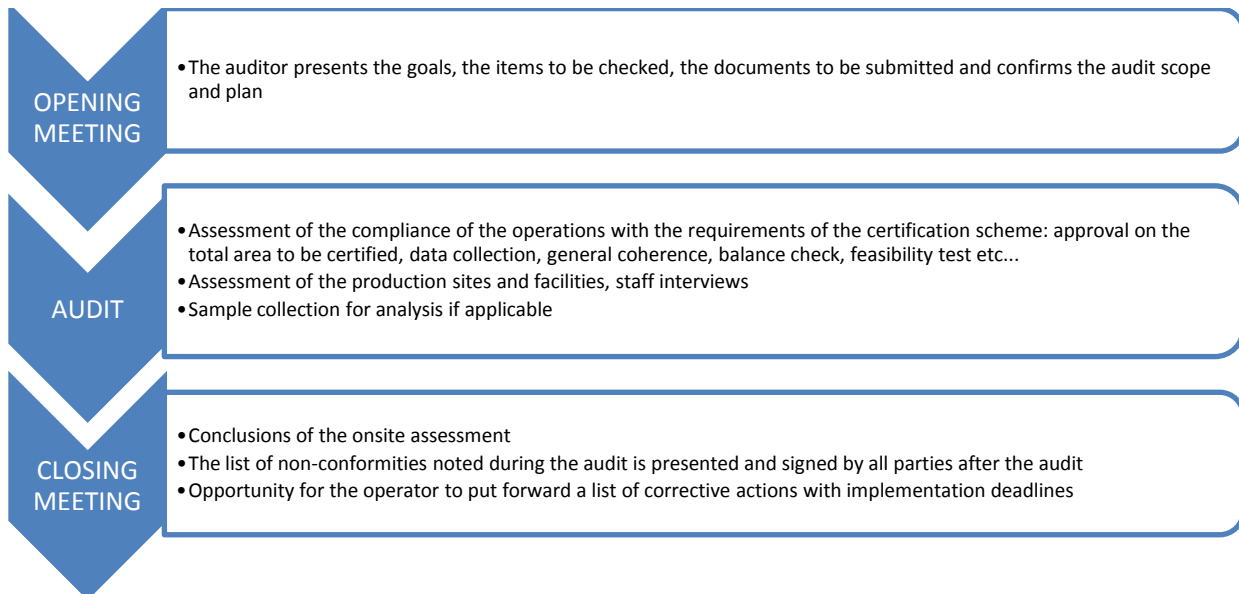 OPENING
MEETING
•The auditor presents the goals, the items to be checked, the documents to be submitted and confirms the audit scope
and plan
AUDIT
•Assessment of the compliance of the operations with the requirements of the certification scheme: approval on the
total area to be certified, data collection, general coherence, balance check, feasibility test etc...
•Assessment of the production sites and facilities, staff interviews
•Sample collection for analysis if applicable
CLOSING
MEETING
•Conclusions of the onsite assessment
•The list of non-conformities noted during the audit is presented and signed by all parties after the audit
•Opportunity for the operator to put forward a list of corrective actions with implementation deadlines